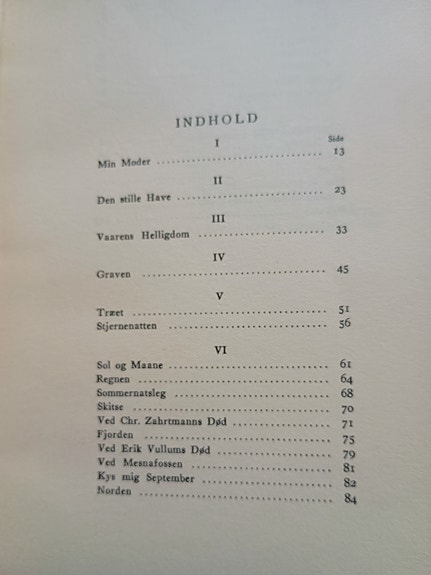 INDHOLD
I
Side
Min Moder 13
II
Den stille Have 23
III
Vaarens Helligdom 33
IV
Graven 45
V
Træet 51
Stjernenatten 56
VI
Sol og Maane 61
Regnen 64
Sommernatsleg 68
Skitse 70
Ved Chr. Zahrtmanns Død 71
Fjorden 75
Ved Erik Vullums Død 79
Ved Mesnafossen 81
Kys mig September 82
Norden 84